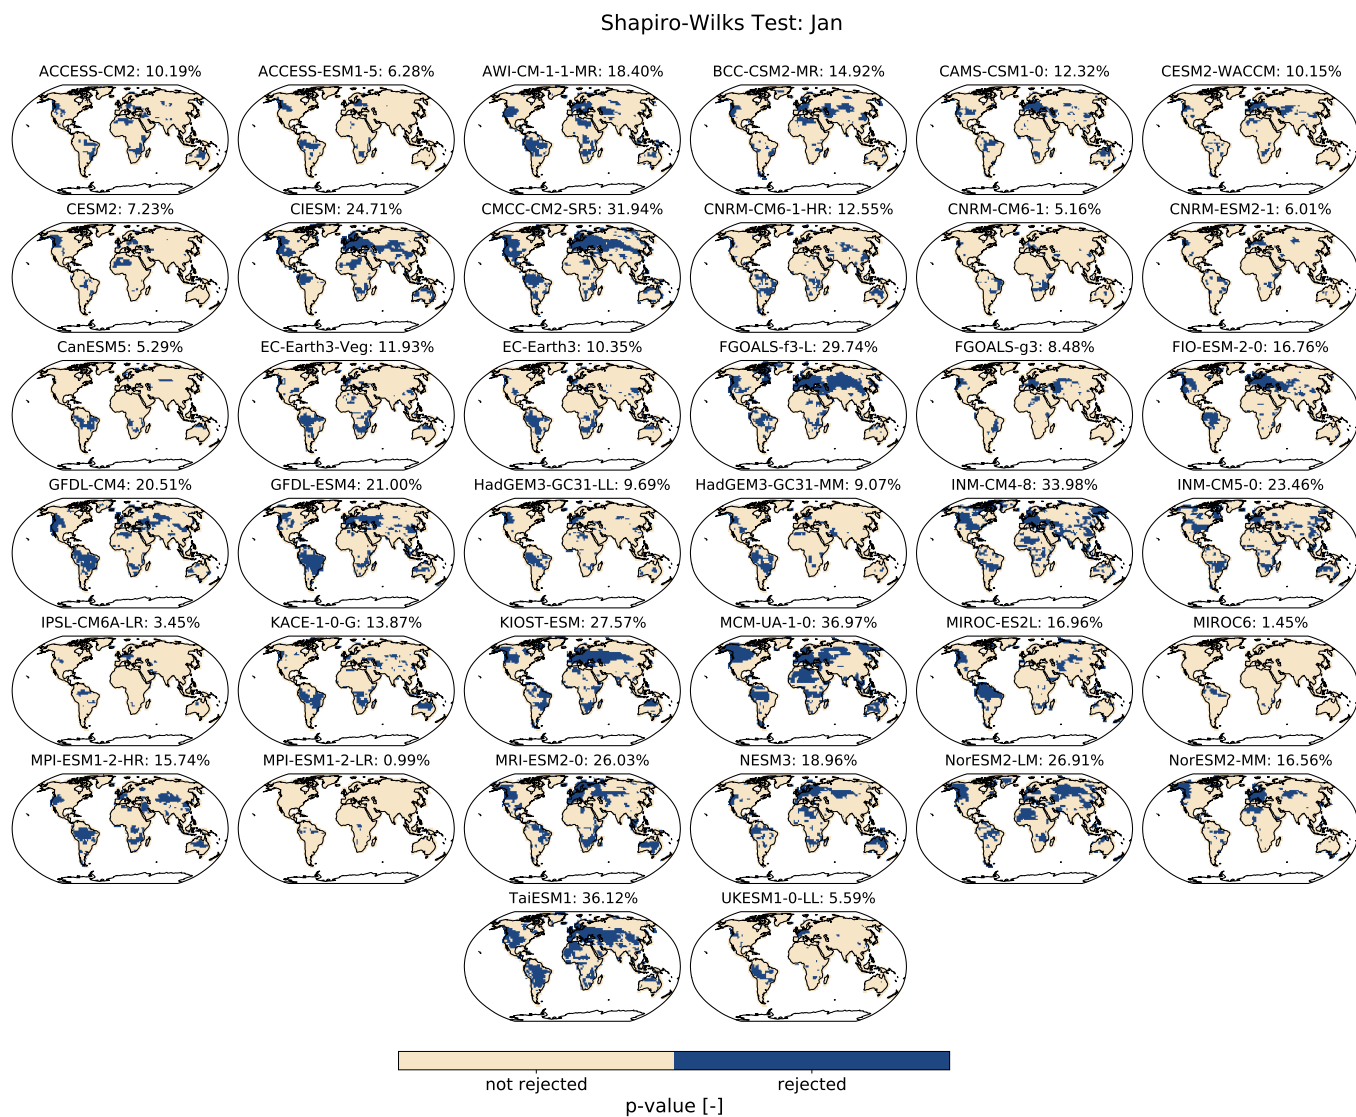 Shapiro-Wilks Test: Jan
ACCESS-CM2: 10.19%
ACCESS-ESM1-5: 6.28%
AWI-CM-1-1-MR: 18.40%
BCC-CSM2-MR: 14.92%
CAMS-CSM1-0: 12.32%
CESM2-WACCM: 10.15%
CESM2: 7.23%
CIESM: 24.71%
CMCC-CM2-SR5: 31.94%
CNRM-CM6-1-HR: 12.55%
CNRM-CM6-1: 5.16%
CNRM-ESM2-1: 6.01%
CanESM5: 5.29%
EC-Earth3-Veg: 11.93%
EC-Earth3: 10.35%
FGOALS-f3-L: 29.74%
FGOALS-g3: 8.48%
FIO-ESM-2-0: 16.76%
GFDL-CM4: 20.51%
GFDL-ESM4: 21.00%
HadGEM3-GC31-LL: 9.69%
HadGEM3-GC31-MM: 9.07%
INM-CM4-8: 33.98%
INM-CM5-0: 23.46%
IPSL-CM6A-LR: 3.45%
KACE-1-0-G: 13.87%
KIOST-ESM: 27.57%
MCM-UA-1-0: 36.97%
MIROC-ES2L: 16.96%
MIROC6: 1.45%
MPI-ESM1-2-HR: 15.74%
MPI-ESM1-2-LR: 0.99%
MRI-ESM2-0: 26.03%
NESM3: 18.96%
NorESM2-LM: 26.91%
NorESM2-MM: 16.56%
TaiESM1: 36.12%
UKESM1-0-LL: 5.59%
not rejected
rejected
p-value [-]